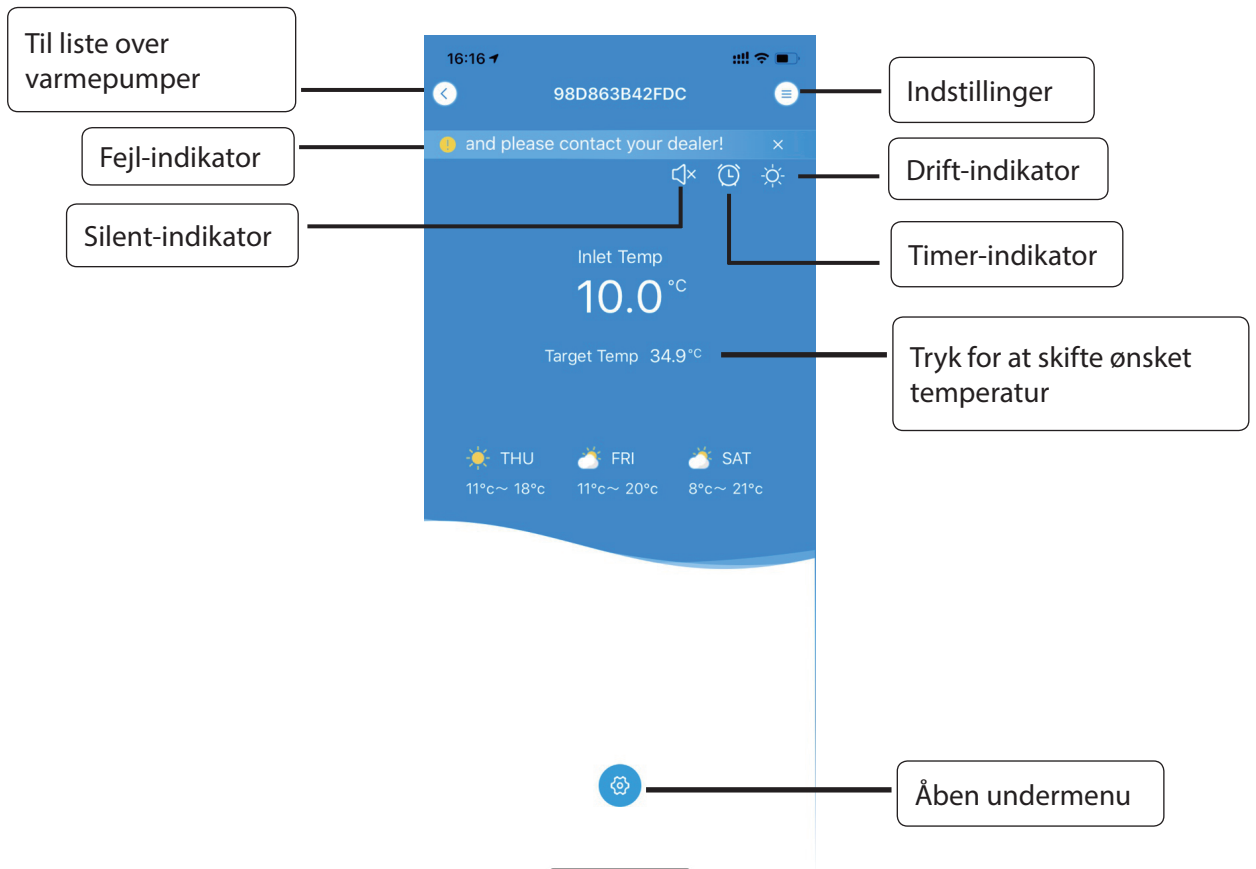 Til liste over
varmepumper
Fejl-indikator
Silent-indikator
16:16
98D863B42FDC
and please contact your dealer!
Inlet Temp
10.0 °C
Target Temp 34.9°C
THU FRI SAT
11°c～ 18°c 11°c～ 20°c 8°c～ 21°c
Indstillinger
Drift-indikator
Timer-indikator
Tryk for at skifte ønsket
temperatur
Åben undermenu